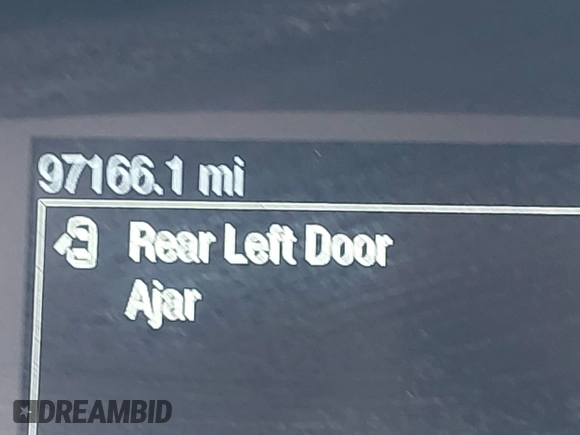 97166.1 mi
Rear Left Door
Ajar
DREAMBID